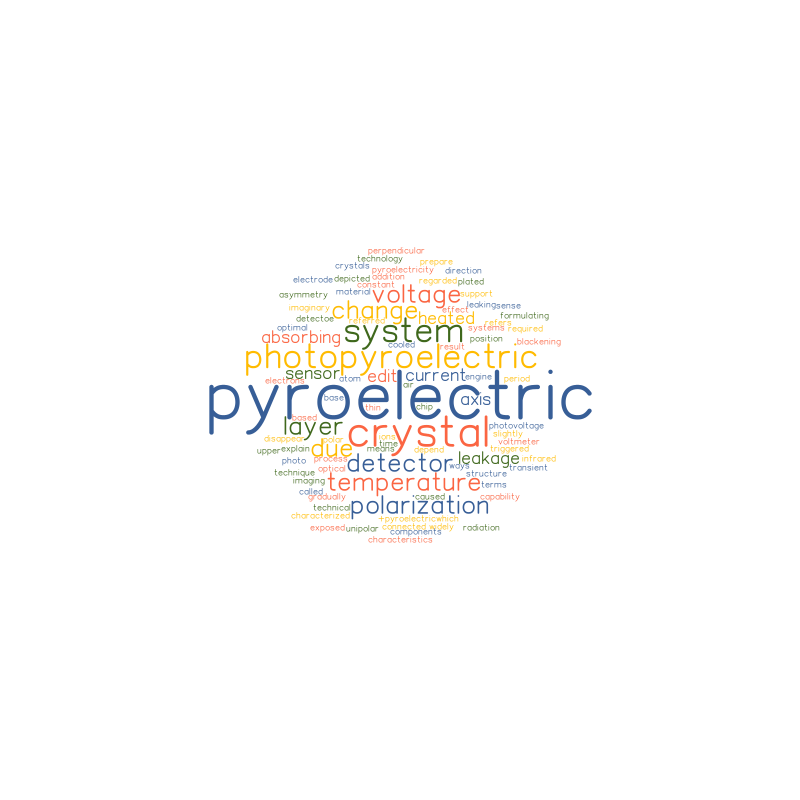 perpendicular
technology
crystals prepare
pyroelectricity direction
electrode depicted addition regarded plated
constant
asymmetry material voltage support
imaginary change effect leaking sense
detectoe referred heated formulating
optimal system systems refers required
absorbing cooled result position .blackening
photopyroelectric
sensor edit current engine
electrons atom air period
pyroelectric
base thin chip axis
based layer crystal photovoltage
disappear polar ions slightly
due time voltmeter
upper explain means depend triggered
photo process detector ways leakage infrared
technique optical structure transient
imaging temperature terms
called gradually *caused capability
technical polarization
characterized +pyroelectricwhich
exposed unipolar connected widely radiation
components
characteristics